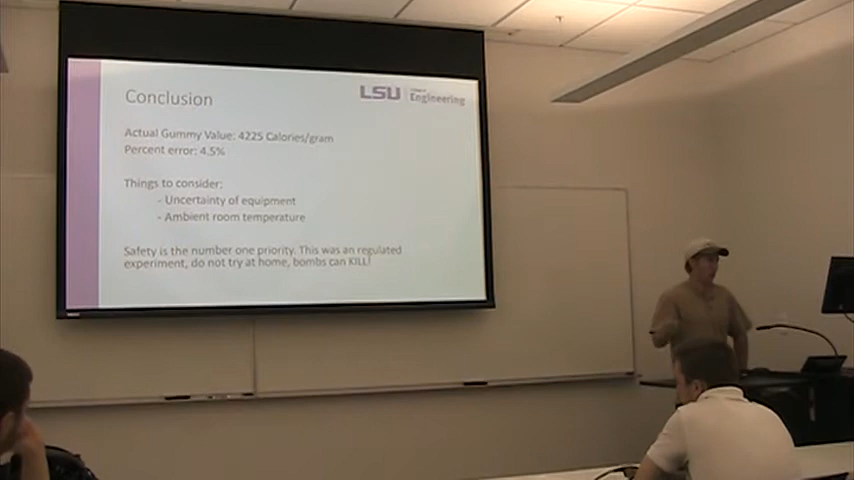 Conclusion
LSU
Engineering
Actual Gummy Value: 4225 Calories/gram
Percent error: 4.5%
Things to consider:
- Uncertainty of equipment
- Ambient room temperature
Safety is the number one priority. This was an regulated
experiment, do not try at home, bombs can KILL!